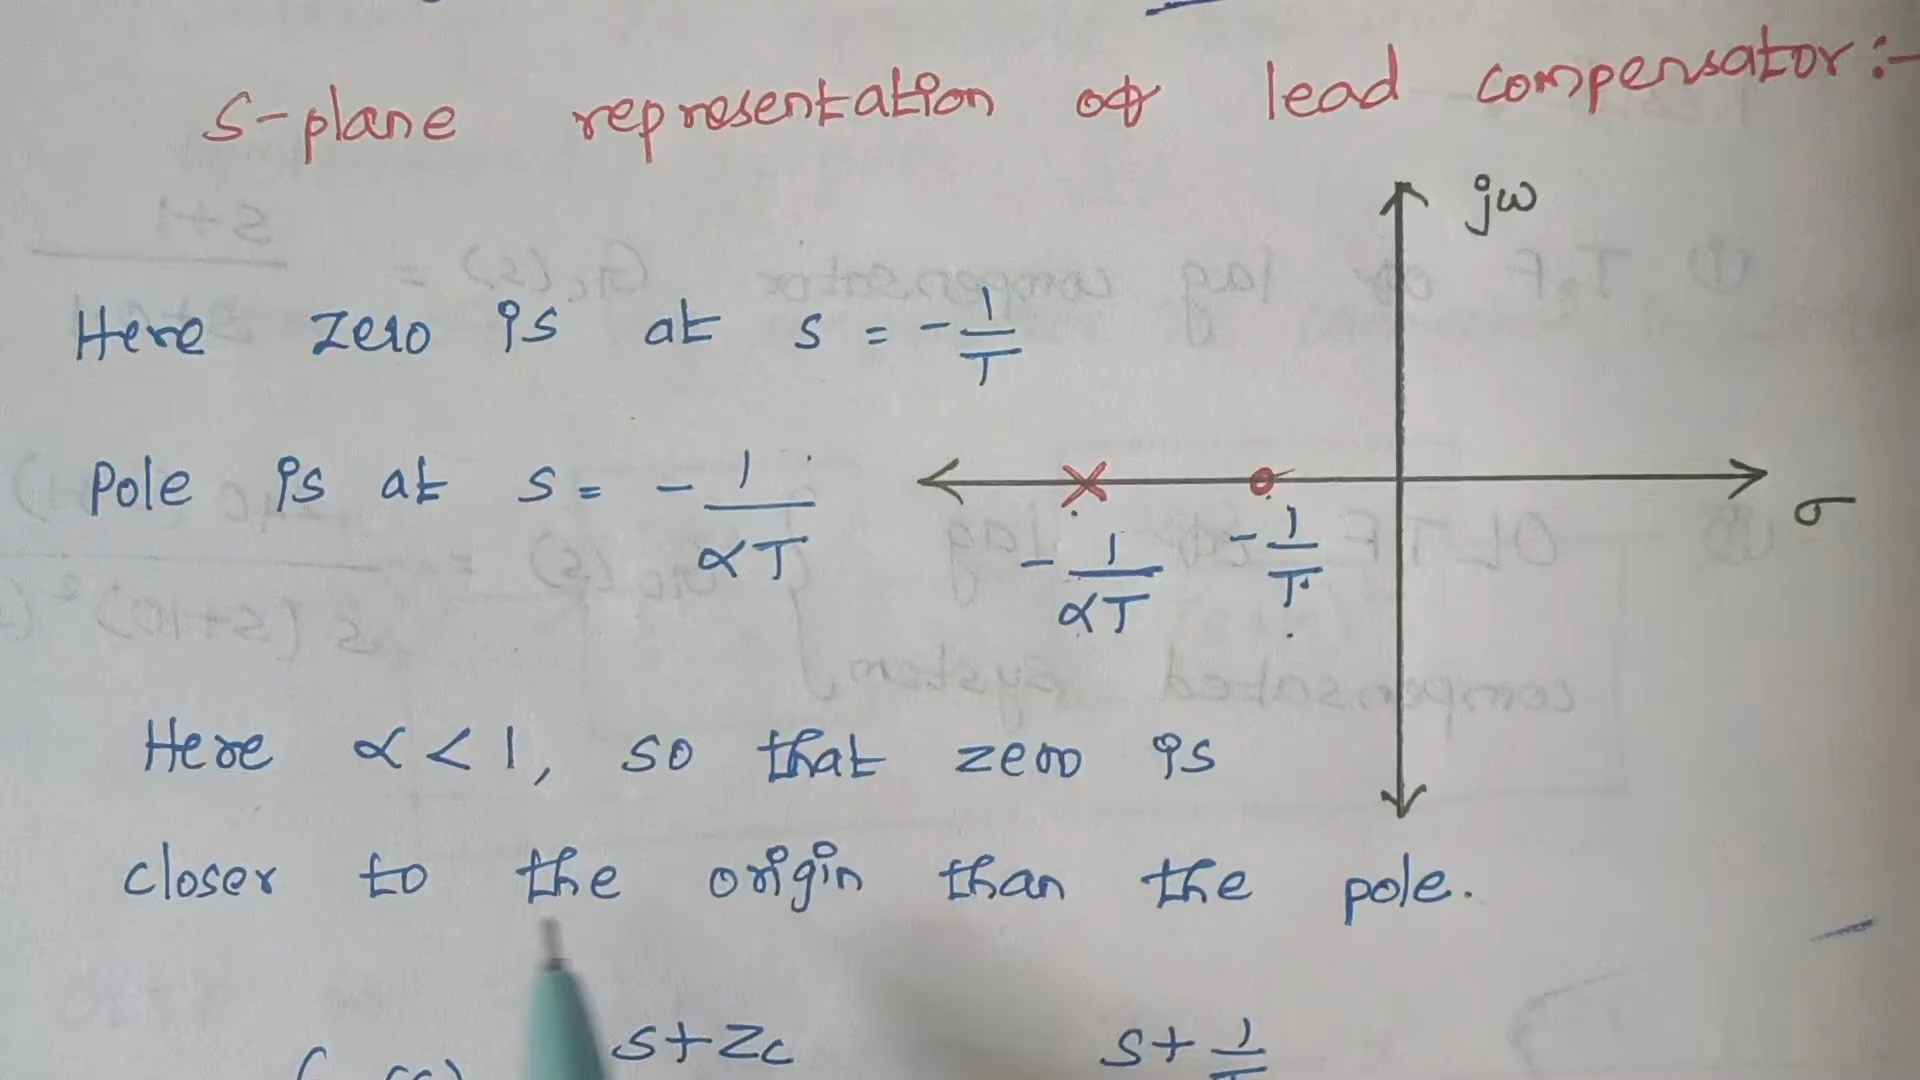 S-plane representation of lead compensator:-
jω
Here zero is at s = -1/T
Pole is at s = -1/αT
σ
-1/αT
-1/T
Here α<1, so that zero is
closer to the origin than the pole.
s+Zc
s+1